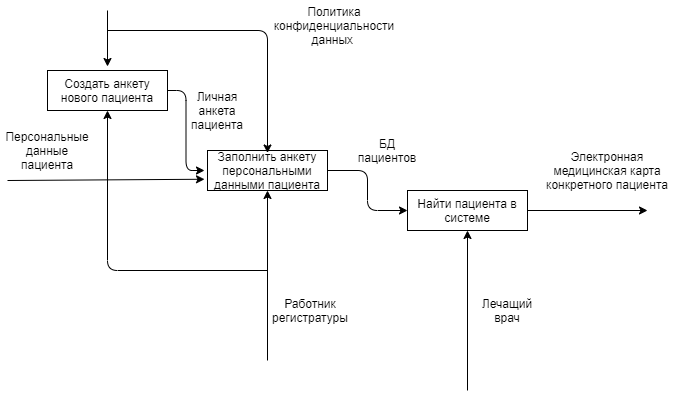 Политика
конфиденциальности
данных
Создать анкету
нового пациента
Личная
анкета
пациента
Персональные
данные
пациента
Заполнить анкету
персональными
данными пациента
БД
пациентов
Электронная
медицинская карта
конкретного пациента
Найти пациента в
системе
Работник
регистратуры
Лечащий
врач